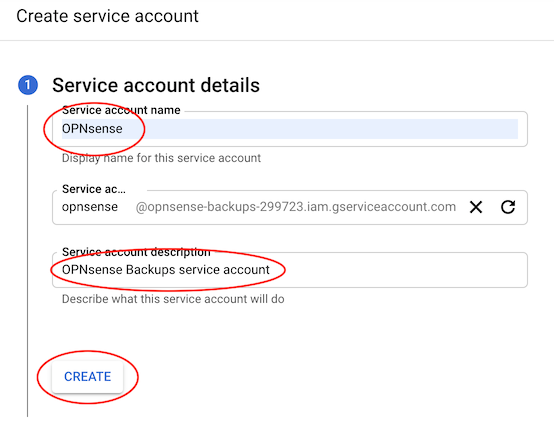 Create service account
1 Service account details
Service account name
OPNsense
Display name for this service account
Service ac...
opnsense @opnsense-backups-299723.iam.gserviceaccount.com
Service account description
OPNsense Backups service account
Describe what this service account will do
CREATE